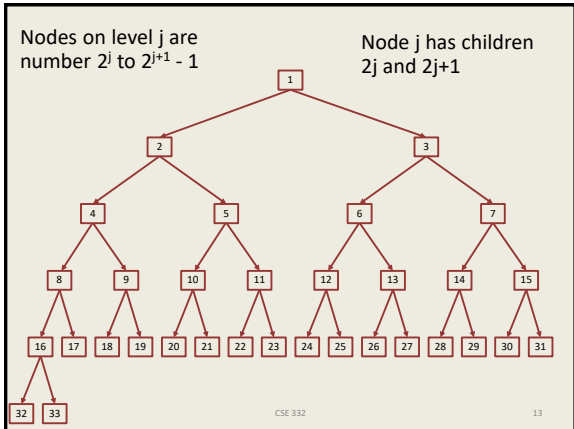 Nodes on level j are
number 2^j to 2^{j+1} - 1
Node j has children
2j and 2j+1
1
2 3
4 5 6 7
8 9 10 11 12 13 14 15
16 17 18 19 20 21 22 23 24 25 26 27 28 29 30 31
32 33
CSE 332 13